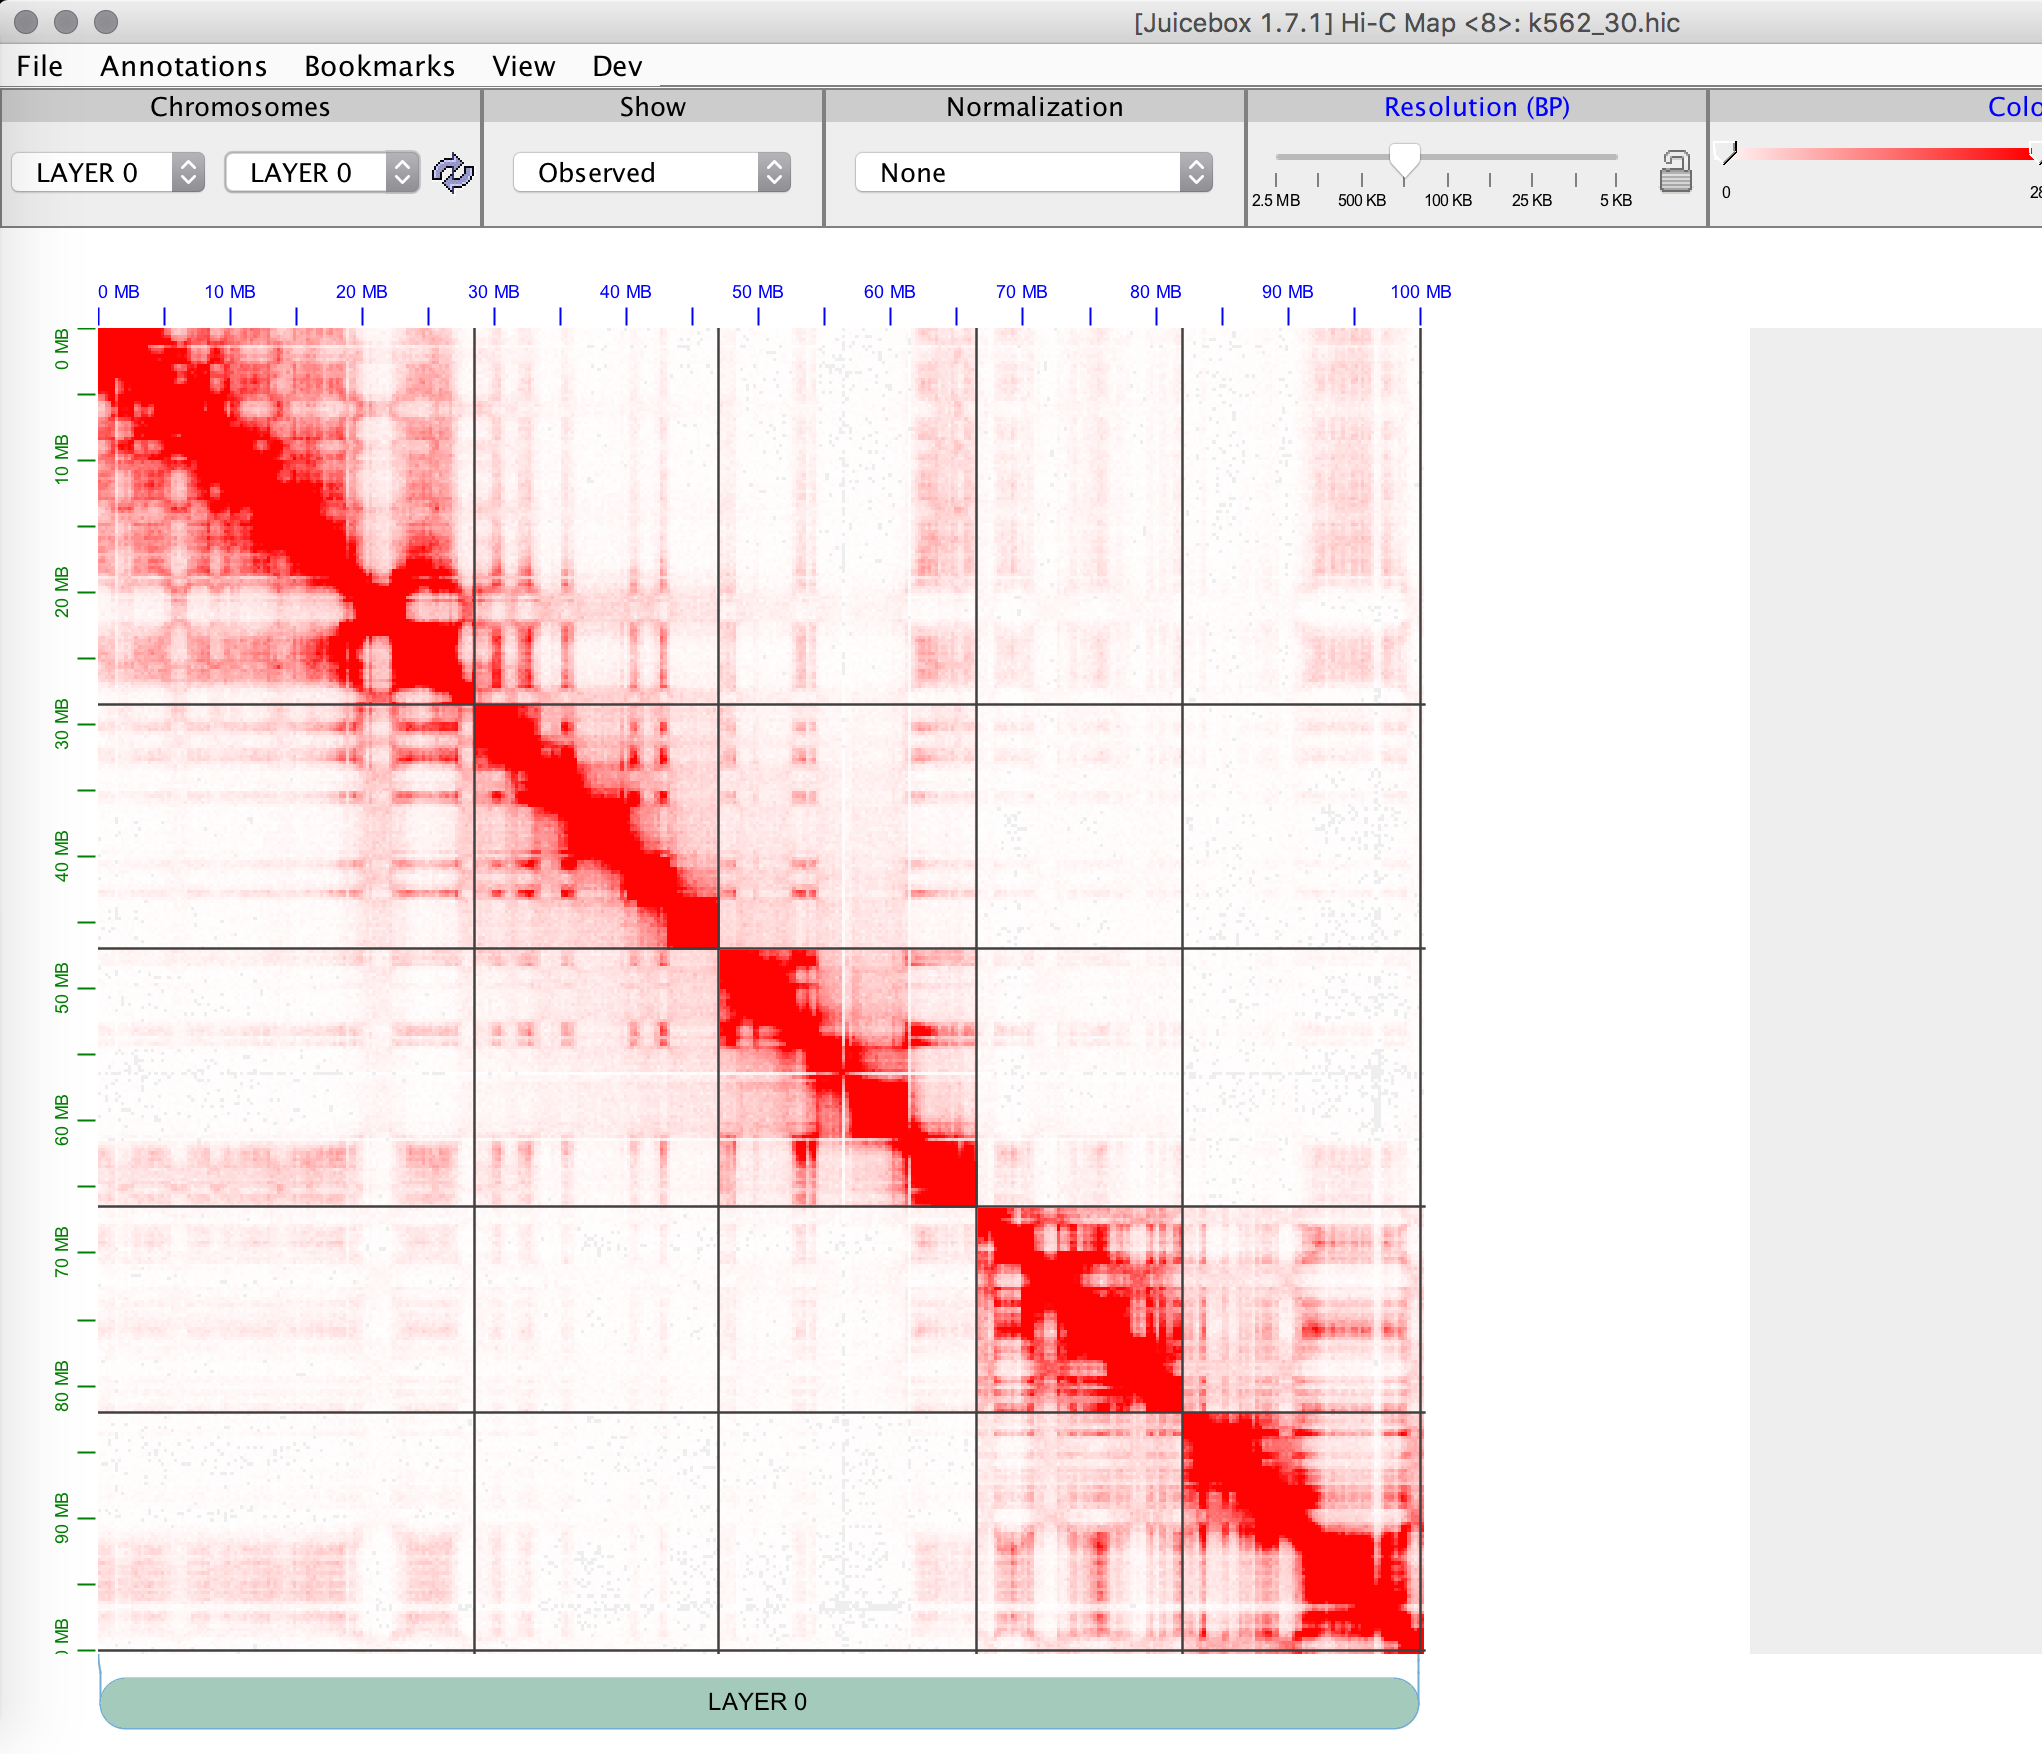 [Juicebox 1.7.1] Hi-C Map <8>: k562_30.hic
File Annotations Bookmarks View Dev
Chromosomes Show Normalization Resolution (BP) Colo
LAYER 0 LAYER 0 Observed None
2.5 MB 500 KB 100 KB 25 KB 5 KB 0 28
0 MB 10 MB 20 MB 30 MB 40 MB 50 MB 60 MB 70 MB 80 MB 90 MB 100 MB
0 MB
10 MB
20 MB
30 MB
40 MB
50 MB
60 MB
70 MB
80 MB
90 MB
MB
LAYER 0